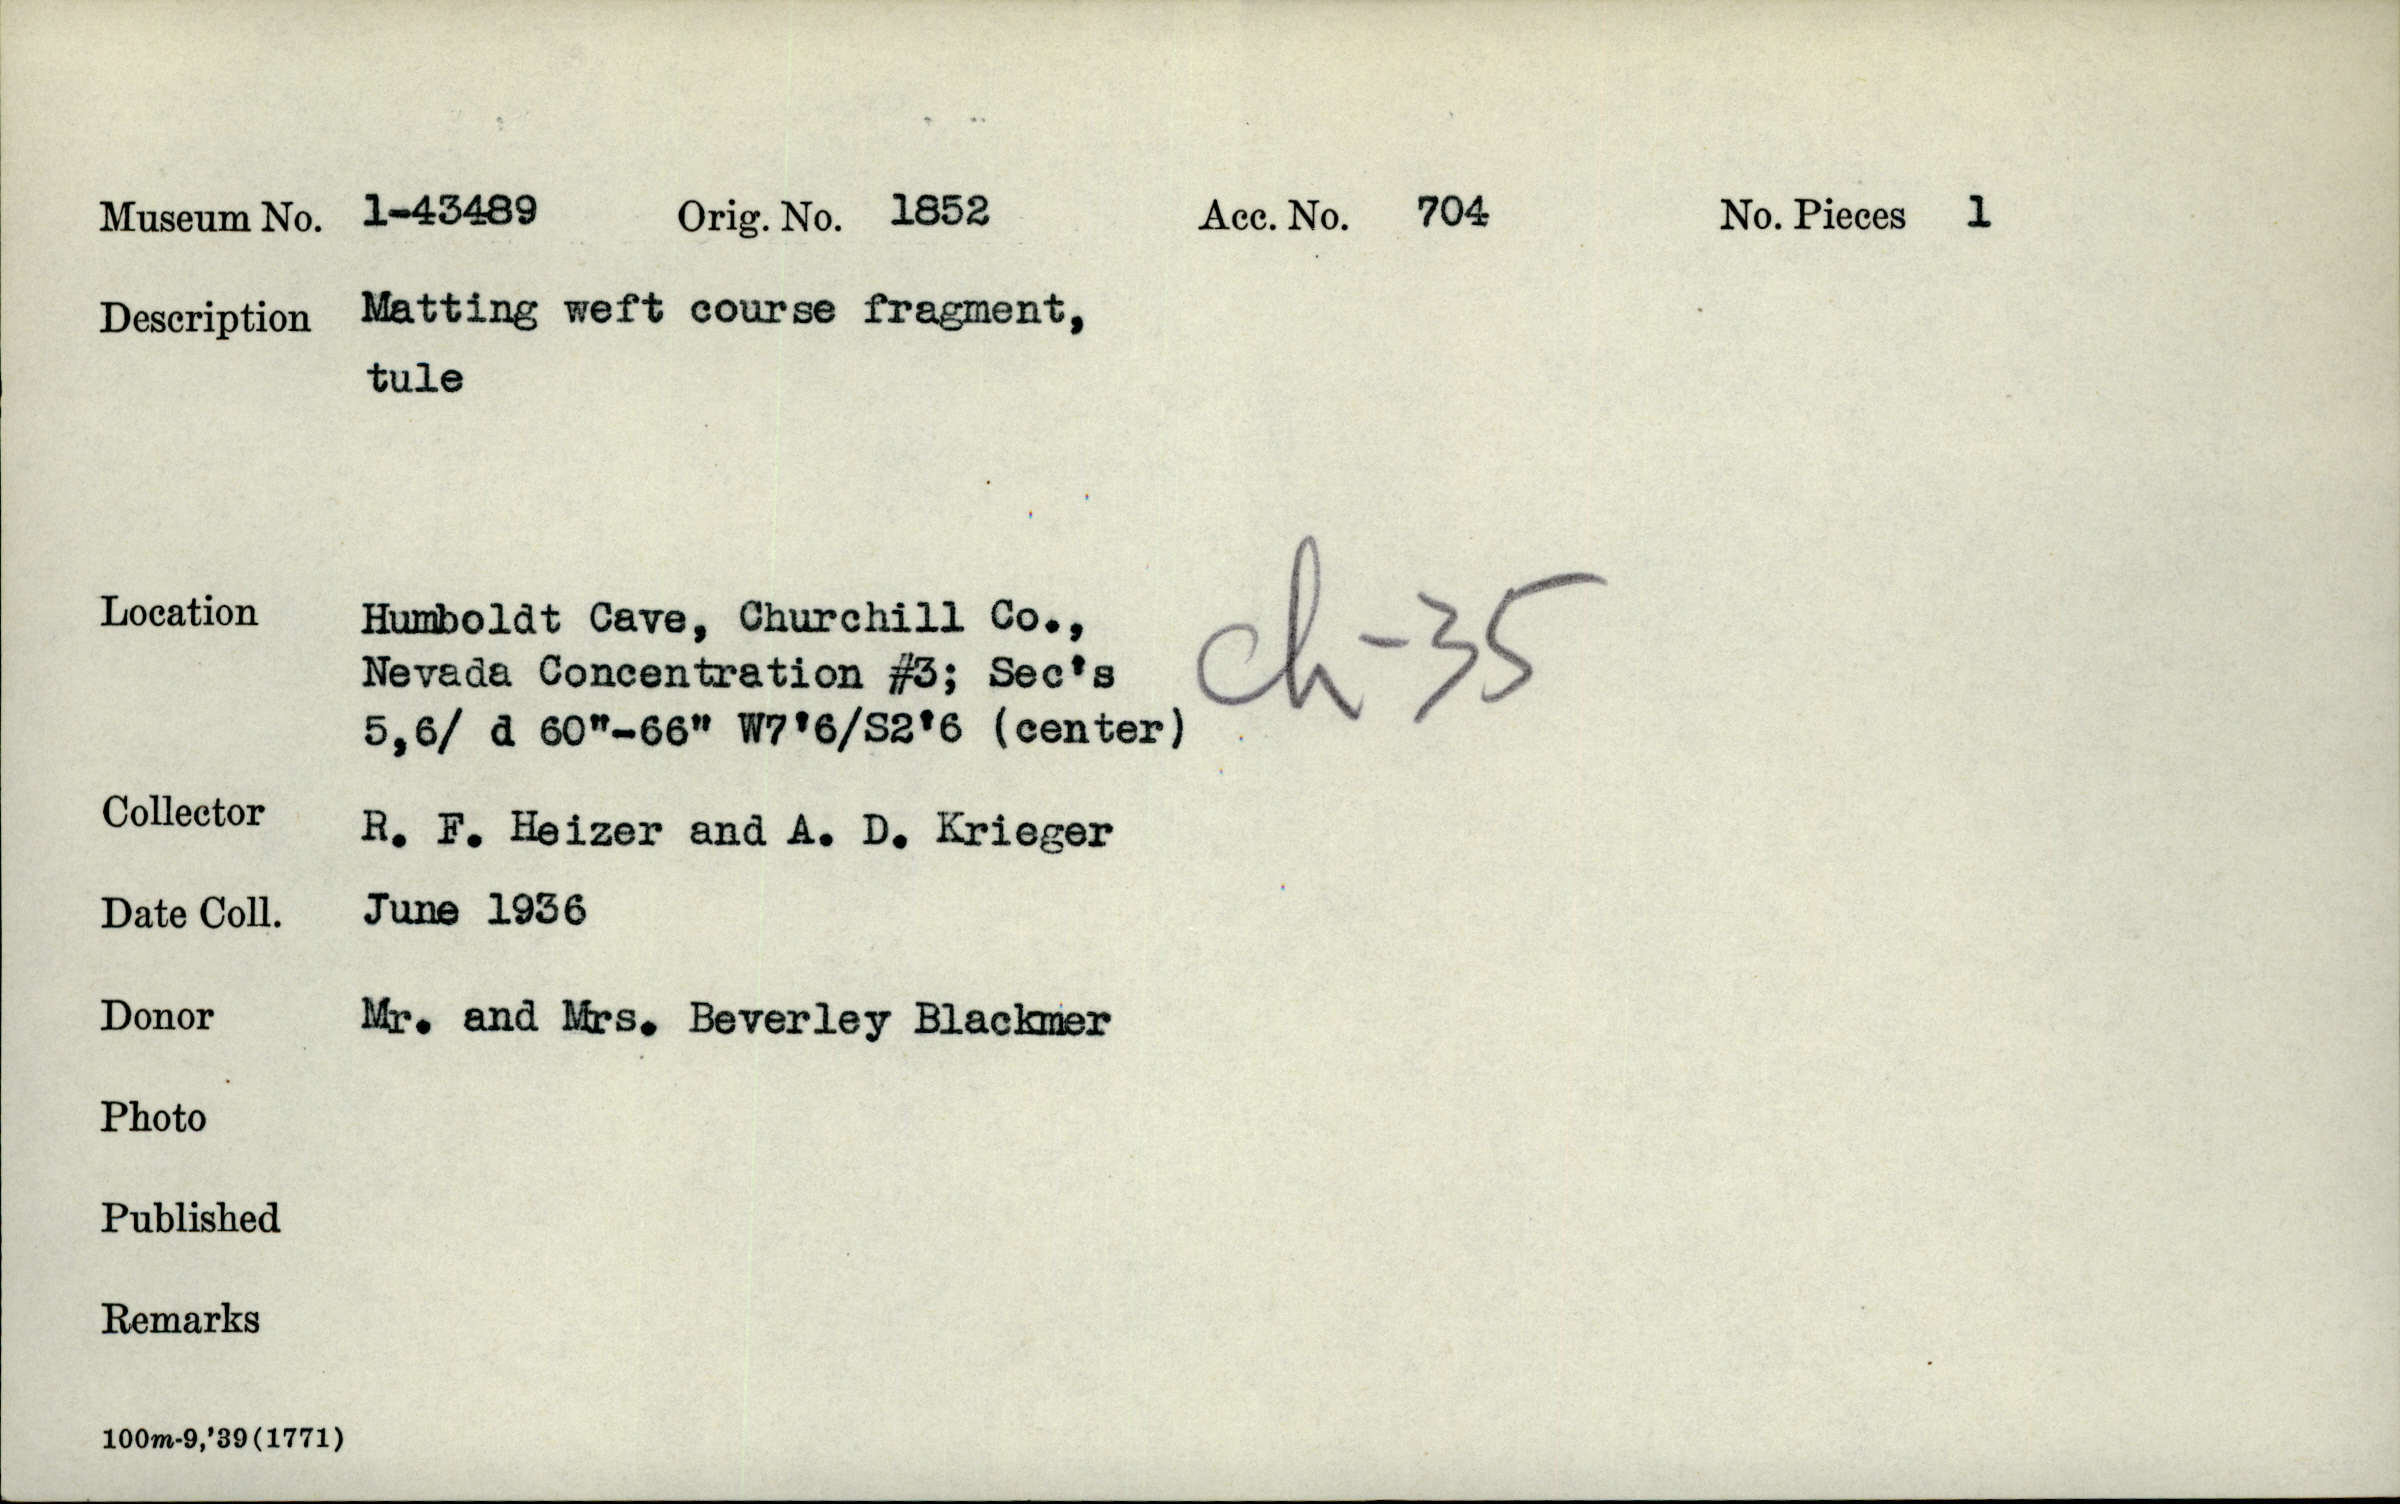 Museum No. 1-43489 Orig. No. 1852 Acc. No. 704 No. Pieces 1
Description Matting weft course fragment,
tule
Location Humboldt Cave, Churchill Co.,
Nevada Concentration #3; Sec's
5,6/ d 60"-66" W7'6/S2'6 (center)
ch-35
Collector R. F. Heizer and A. D. Krieger
Date Coll. June 1936
Donor Mr. and Mrs. Beverley Blackmer
Photo
Published
Remarks
100m-9,'39(1771)